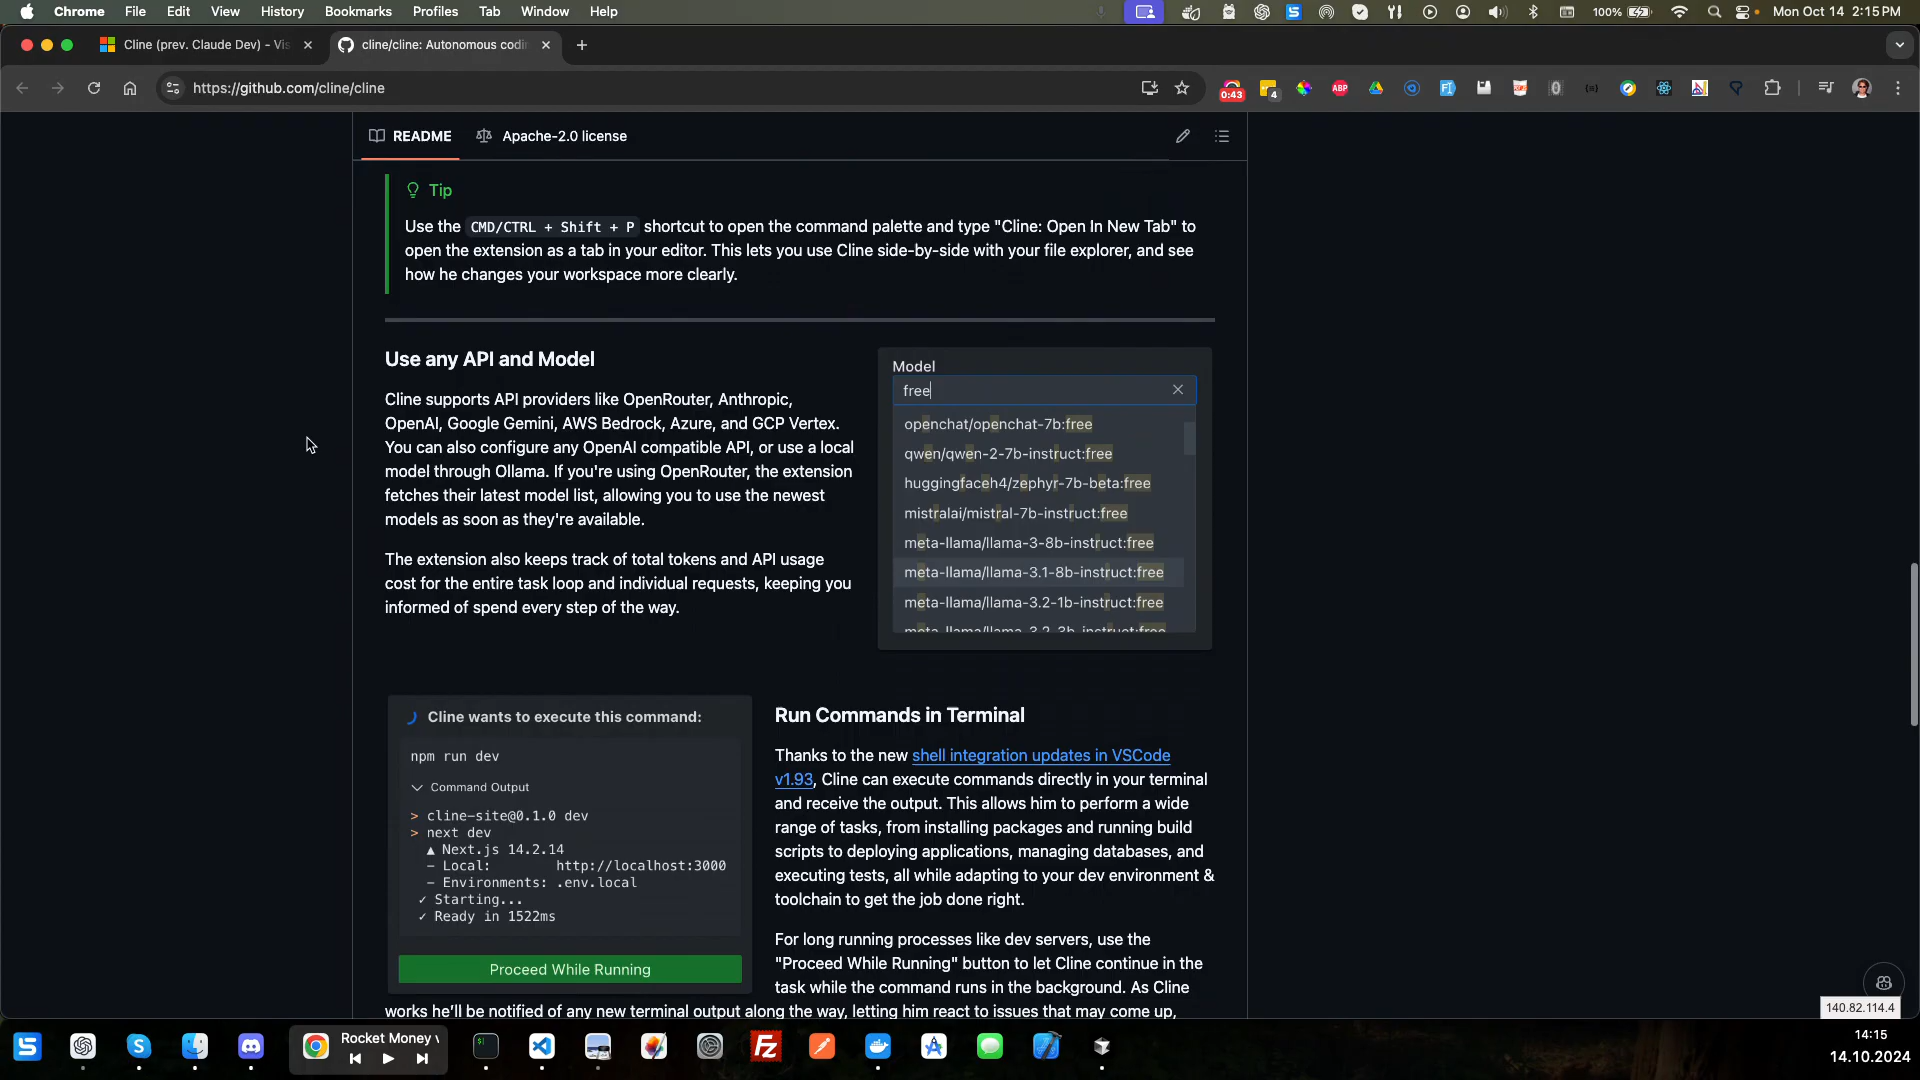 Chrome File Edit View History Bookmarks Profiles Tab Window Help 100% Mon Oct 14 2:15 PM
Cline (prev. Claude Dev) - Vis cline/cline: Autonomous codin
https://github.com/cline/cline 0:43 4 ABP
README Apache-2.0 license
Tip
Use the CMD/CTRL + Shift + P shortcut to open the command palette and type "Cline: Open In New Tab" to
open the extension as a tab in your editor. This lets you use Cline side-by-side with your file explorer, and see
how he changes your workspace more clearly.
Use any API and Model
Cline supports API providers like OpenRouter, Anthropic,
OpenAI, Google Gemini, AWS Bedrock, Azure, and GCP Vertex.
You can also configure any OpenAI compatible API, or use a local
model through Ollama. If you're using OpenRouter, the extension
fetches their latest model list, allowing you to use the newest
models as soon as they're available.
The extension also keeps track of total tokens and API usage
cost for the entire task loop and individual requests, keeping you
informed of spend every step of the way.
Model
free
openchat/openchat-7b:free
qwen/qwen-2-7b-instruct:free
huggingfaceh4/zephyr-7b-beta:free
mistralai/mistral-7b-instruct:free
meta-llama/llama-3-8b-instruct:free
meta-llama/llama-3.1-8b-instruct:free
meta-llama/llama-3.2-1b-instruct:free
meta-llama/llama-3.2-3b-instruct:free
Cline wants to execute this command:
npm run dev
Command Output
> cline-site@0.1.0 dev
> next dev
▲ Next.js 14.2.14
- Local: http://localhost:3000
- Environments: .env.local
✓ Starting...
✓ Ready in 1522ms
Proceed While Running
Run Commands in Terminal
Thanks to the new shell integration updates in VSCode
v1.93, Cline can execute commands directly in your terminal
and receive the output. This allows him to perform a wide
range of tasks, from installing packages and running build
scripts to deploying applications, managing databases, and
executing tests, all while adapting to your dev environment &
toolchain to get the job done right.
For long running processes like dev servers, use the
"Proceed While Running" button to let Cline continue in the
task while the command runs in the background. As Cline
works he'll be notified of any new terminal output along the way, letting him react to issues that may come up,
140.82.114.4
Rocket Money v
14:15
14.10.2024